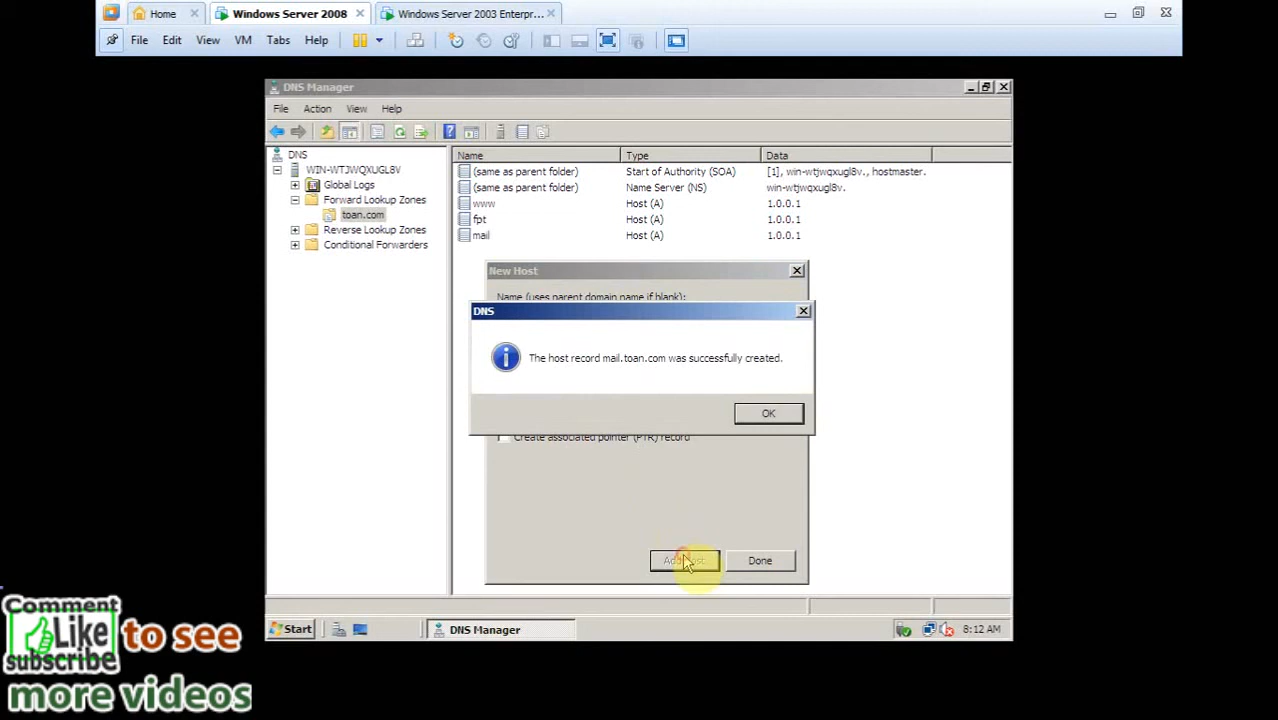 Home
Windows Server 2008
Windows Server 2003 Enterpr...
File Edit View VM Tabs Help
DNS Manager
File Action View Help
DNS
WIN-WTJWQXUGL8V
Global Logs
Forward Lookup Zones
toan.com
Reverse Lookup Zones
Conditional Forwarders
Name Type Data
(same as parent folder) Start of Authority (SOA) [1], win-wtjwqxugl8v., hostmaster.
(same as parent folder) Name Server (NS) win-wtjwqxugl8v.
www Host (A) 1.0.0.1
fpt Host (A) 1.0.0.1
mail Host (A) 1.0.0.1
New Host
Name (uses parent domain name if blank):
DNS
The host record mail.toan.com was successfully created.
OK
Create associated pointer (PTR) record
Add Host Done
Start
DNS Manager
8:12 AM
Comment
Like
subscribe
to see
more videos